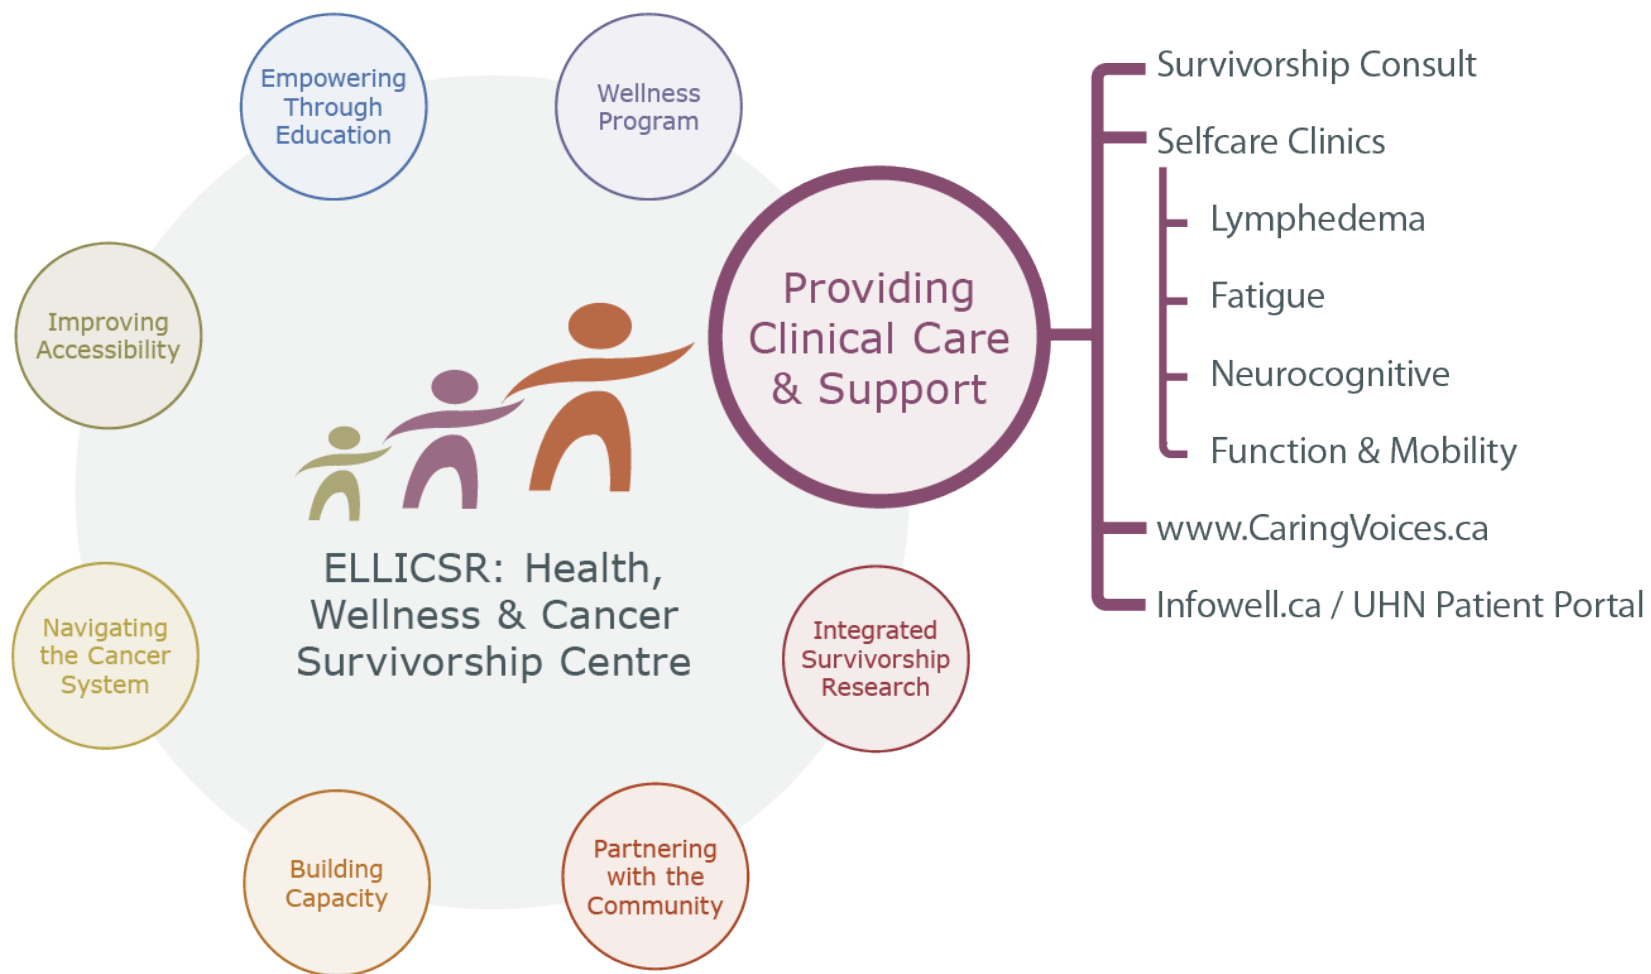 Empowering
Through
Education
Wellness
Program
Providing
Clinical Care
& Support
Improving
Accessibility
ELLICSR: Health,
Wellness & Cancer
Survivorship Centre
Navigating
the Cancer
System
Integrated
Survivorship
Research
Building
Capacity
Partnering
with the
Community
Survivorship Consult
Selfcare Clinics
Lymphedema
Fatigue
Neurocognitive
Function & Mobility
www.CaringVoices.ca
Infowell.ca / UHN Patient Portal